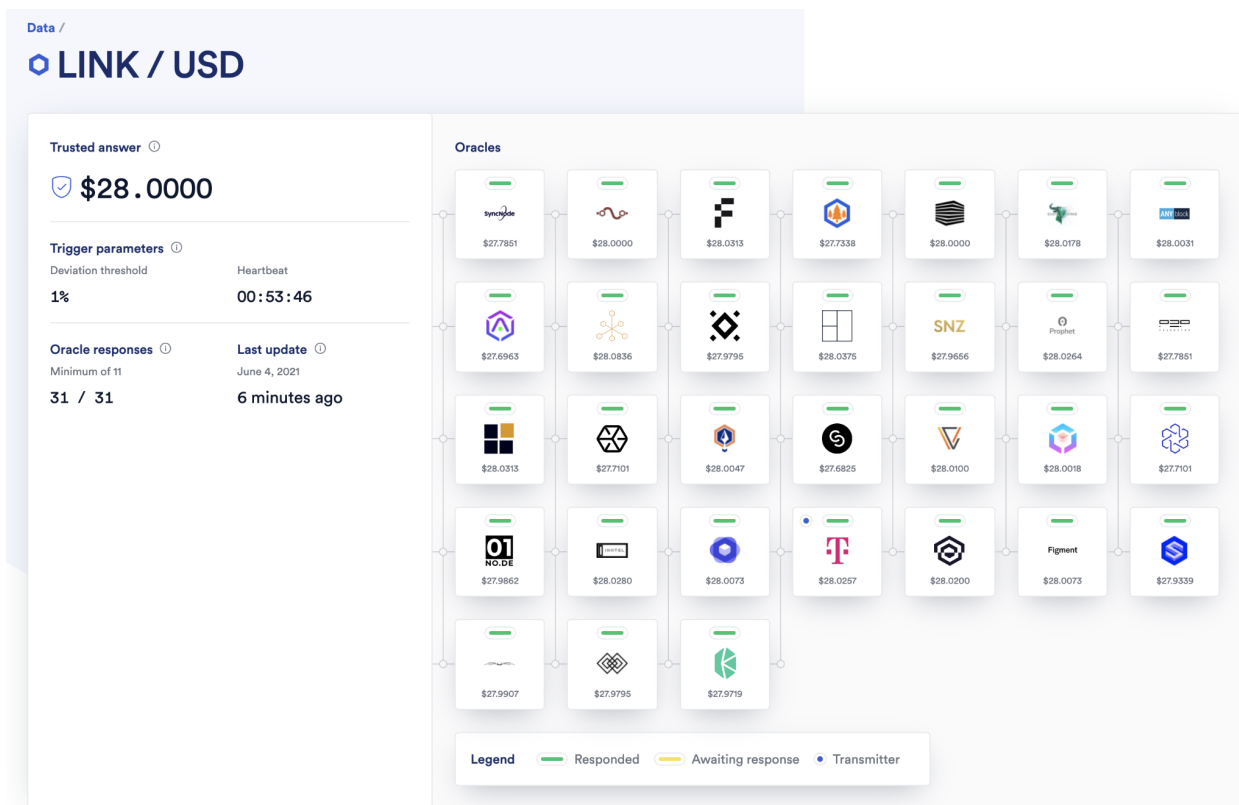 Data /
LINK / USD
Trusted answer
$28.0000
Trigger parameters
Deviation threshold
Heartbeat
1%
00:53:46
Oracle responses
Last update
Minimum of 11
June 4, 2021
31 / 31
6 minutes ago
Oracles
SyncNode
ANY block
$27.7851
$28.0000
$28.0313
$27.7338
$28.0000
$28.0178
$28.0031
SNZ
Prophet
P2P
$27.6963
$28.0836
$27.9795
$28.0375
$27.9656
$28.0264
$27.7851
$28.0313
$27.7101
$28.0047
$27.6825
$28.0100
$28.0018
$27.7101
01
NO.DE
T
Figment
$27.9862
$28.0280
$28.0073
$28.0257
$28.0200
$28.0073
$27.9339
$27.9907
$27.9795
$27.9719
Legend
Responded
Awaiting response
Transmitter